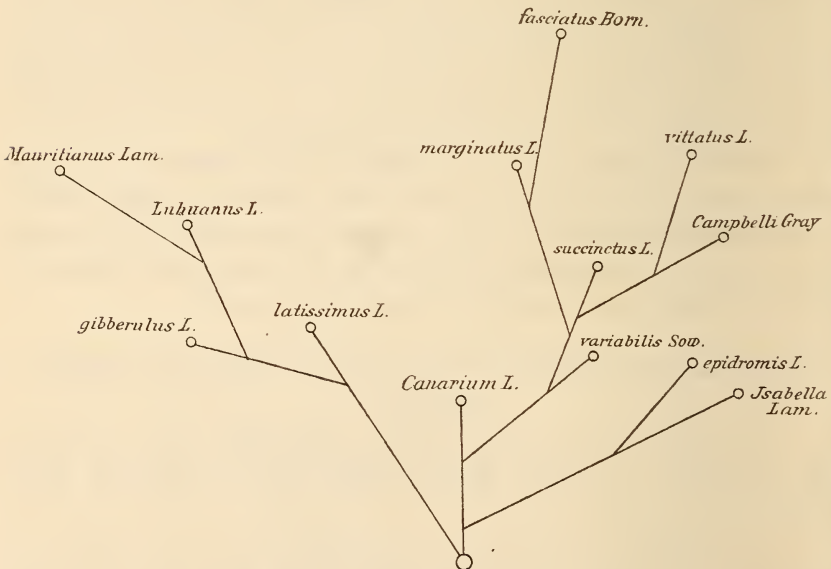 fasciatus Born.
marginatus L.
vittatus L.
Mauritianus Lam.
Luhuanus L.
Campbelli Gray
succinctus L.
gibberulus L.
latissimus L.
variabilis Sow.
epidromis L.
Canarium L.
Isabella
Lam.